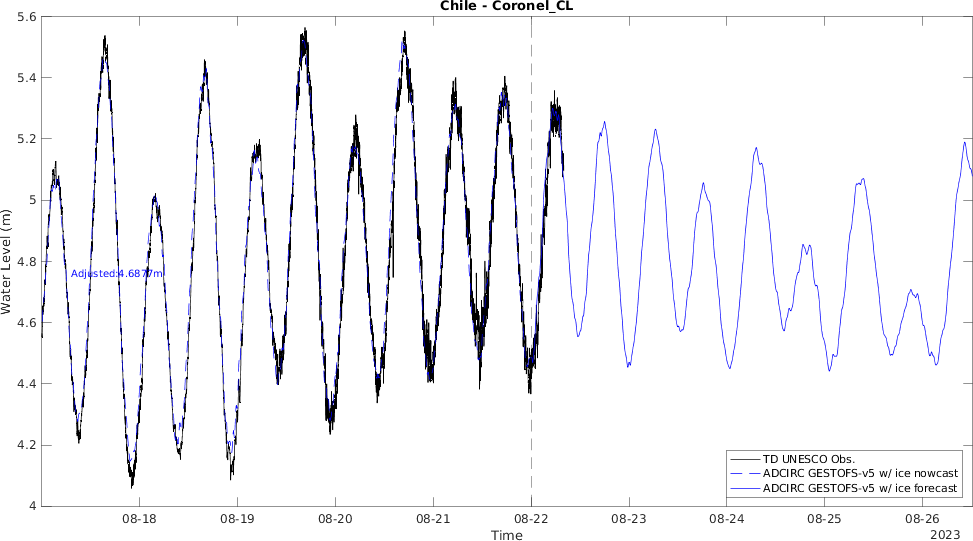 Chile - Coronel_CL
5.6
5.4
5.2
5
4.8
4.6
4.4
4.2
4
Water Level (m)
Adjusted:4.6877m
TD UNESCO Obs.
ADCIRC GESTOFS-v5 w/ ice nowcast
ADCIRC GESTOFS-v5 w/ ice forecast
08-18 08-19 08-20 08-21 08-22 08-23 08-24 08-25 08-26
Time
2023